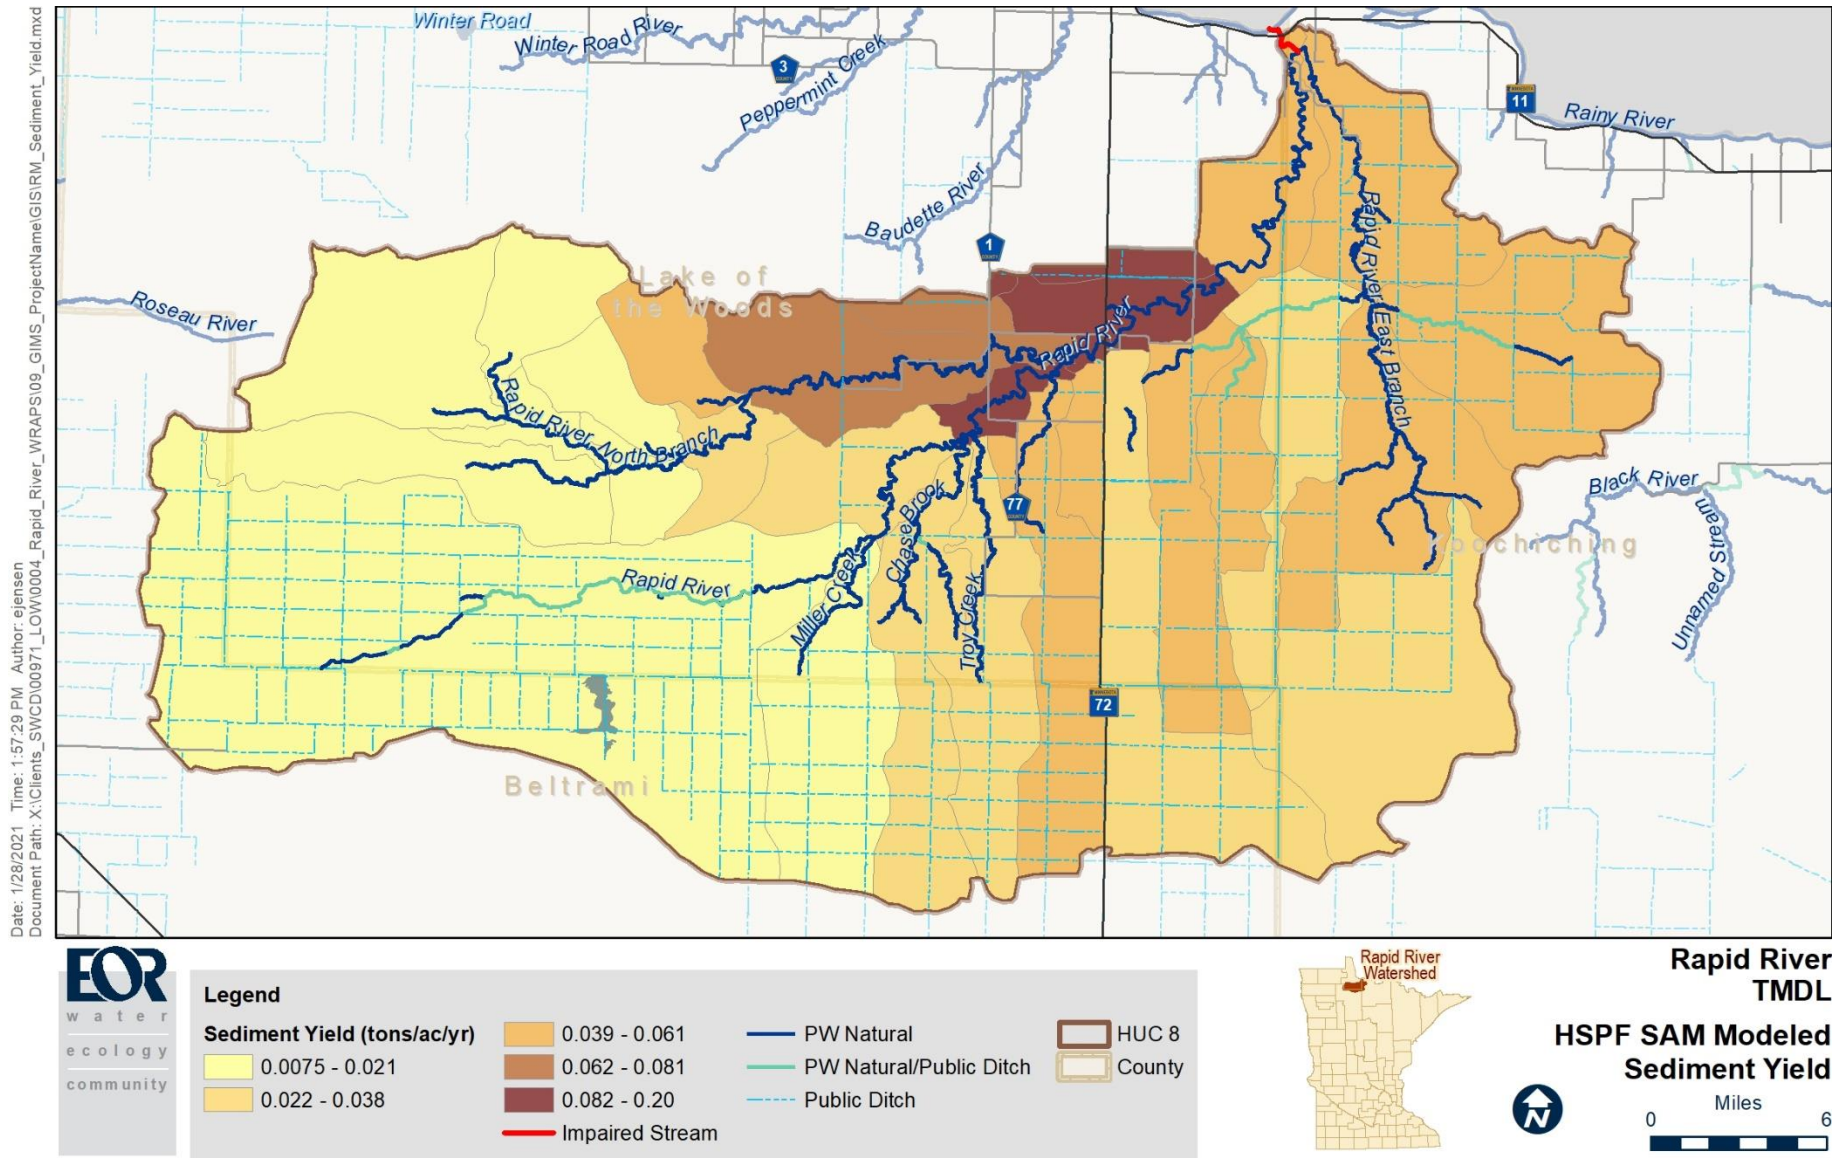 Winter Road
Winter Road River
3
COUNTY
Peppermint Creek
MINNESOTA
11
Rainy River
Baudette River
1
COUNTY
Rapid River, East Branch
Lake of
the Woods
Roseau River
Rapid River
Rapid River, North Branch
Black River
Unnamed Stream
oochiching
77
COUNTY
Chase Brook
Rapid River
Miller Creek
Troy Creek
MINNESOTA
72
Beltrami
Date: 1/28/2021 Time: 1:57:29 PM Author: ejensen
Document Path: X:\Clients_SWCD\00971_LOW\0004_Rapid_River_WRAPS\09_GIMS_ProjectName\GIS\RM_Sediment_Yield.mxd
EOR
water
ecology
community
Legend
Sediment Yield (tons/ac/yr)
0.0075 - 0.021
0.022 - 0.038
0.039 - 0.061
0.062 - 0.081
0.082 - 0.20
Impaired Stream
PW Natural
PW Natural/Public Ditch
Public Ditch
HUC 8
County
Rapid River
Watershed
Rapid River
TMDL
HSPF SAM Modeled
Sediment Yield
N
Miles
0 6